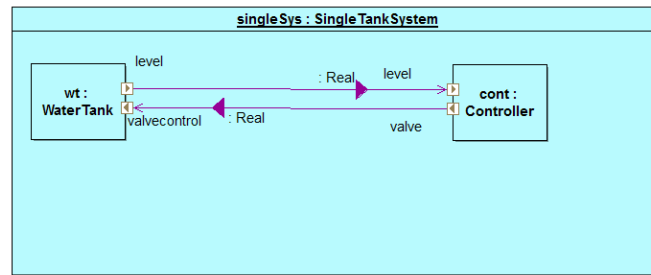 singleSys : SingleTankSystem
level
wt :
WaterTank
: Real
level
cont :
Controller
valvecontrol
: Real
valve